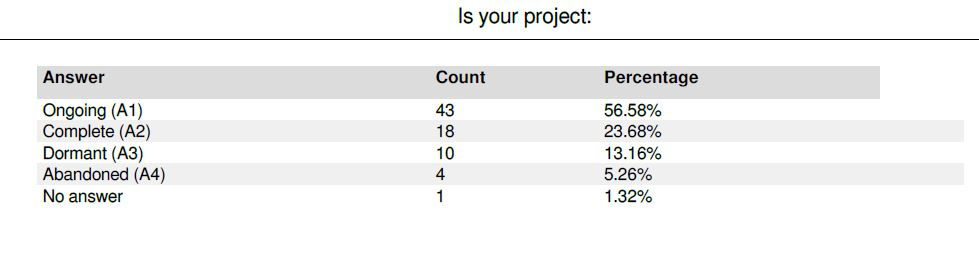 Is your project:
Answer Count Percentage
Ongoing (A1) 43 56.58%
Complete (A2) 18 23.68%
Dormant (A3) 10 13.16%
Abandoned (A4) 4 5.26%
No answer 1 1.32%